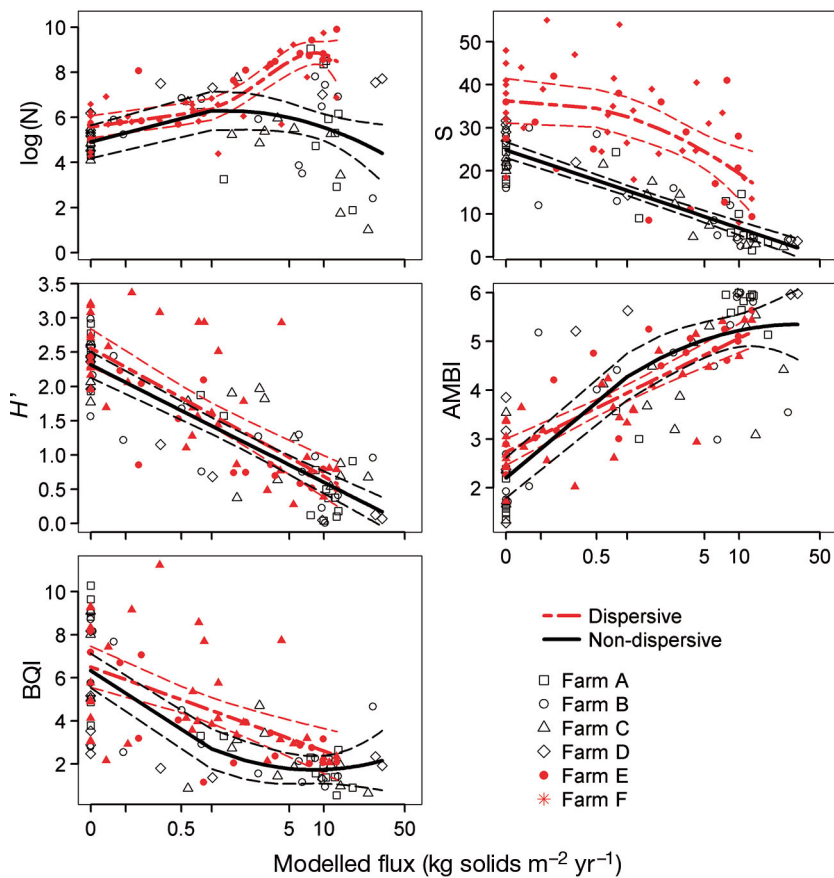 log (N)
10
8
6
4
2
0
S
50
40
30
20
10
0
H'
3.5
3.0
2.5
2.0
1.5
1.0
0.5
0.0
AMBI
6
5
4
3
2
0 0.5 5 10 50
BQI
10
8
6
4
2
0 0.5 5 10 50
Dispersive
Non-dispersive
Farm A
Farm B
Farm C
Farm D
Farm E
Farm F
Modelled flux (kg solids m⁻² yr⁻¹)